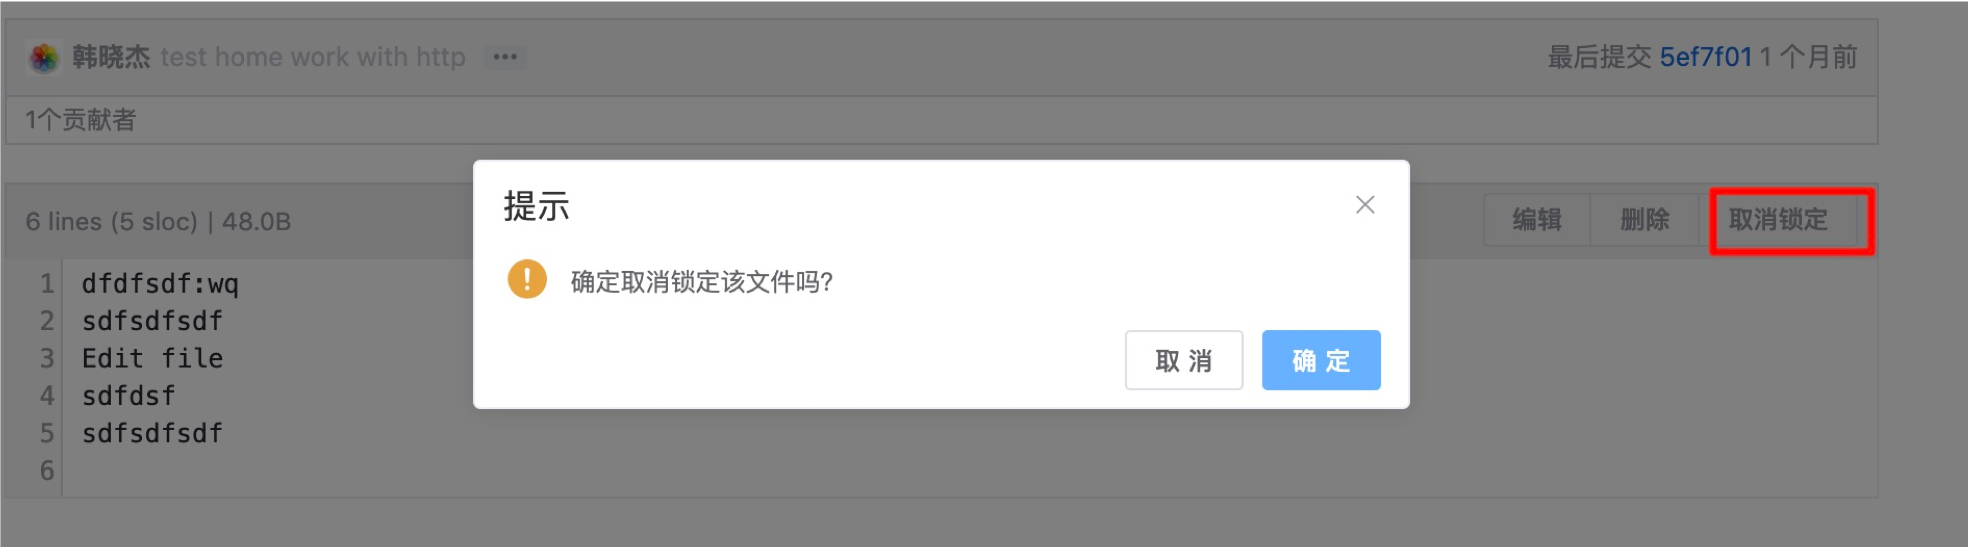 韩晓杰 test home work with http ••• 最后提交 5ef7f01 1 个月前
1个贡献者
6 lines (5 sloc) | 48.0B 编辑 删除 取消锁定
1 dfdfsdf:wq
2 sdfsdfsdf
3 Edit file
4 sdfdsf
5 sdfsdfsdf
6
提示
确定取消锁定该文件吗?
取消 确定